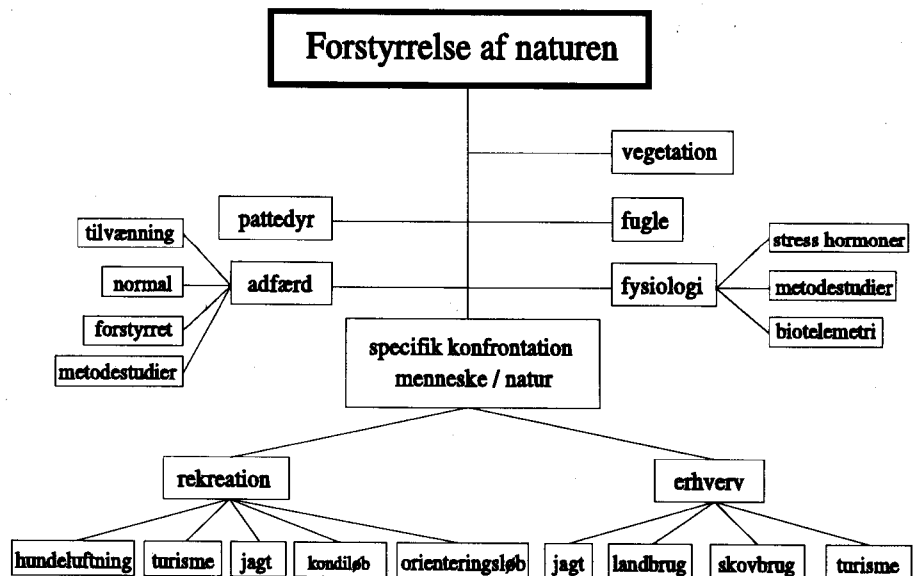 Forstyrrelse af naturen
vegetation
pattedyr
fugle
tilvænning
normal
forstyrret
metodestudier
adfærd
fysiologi
stress hormoner
metodestudier
biotelemetri
specifik konfrontation
menneske / natur
rekreation
erhverv
hundeluftning
turisme
jagt
kondiløb
orienteringsløb
jagt
landbrug
skovbrug
turisme